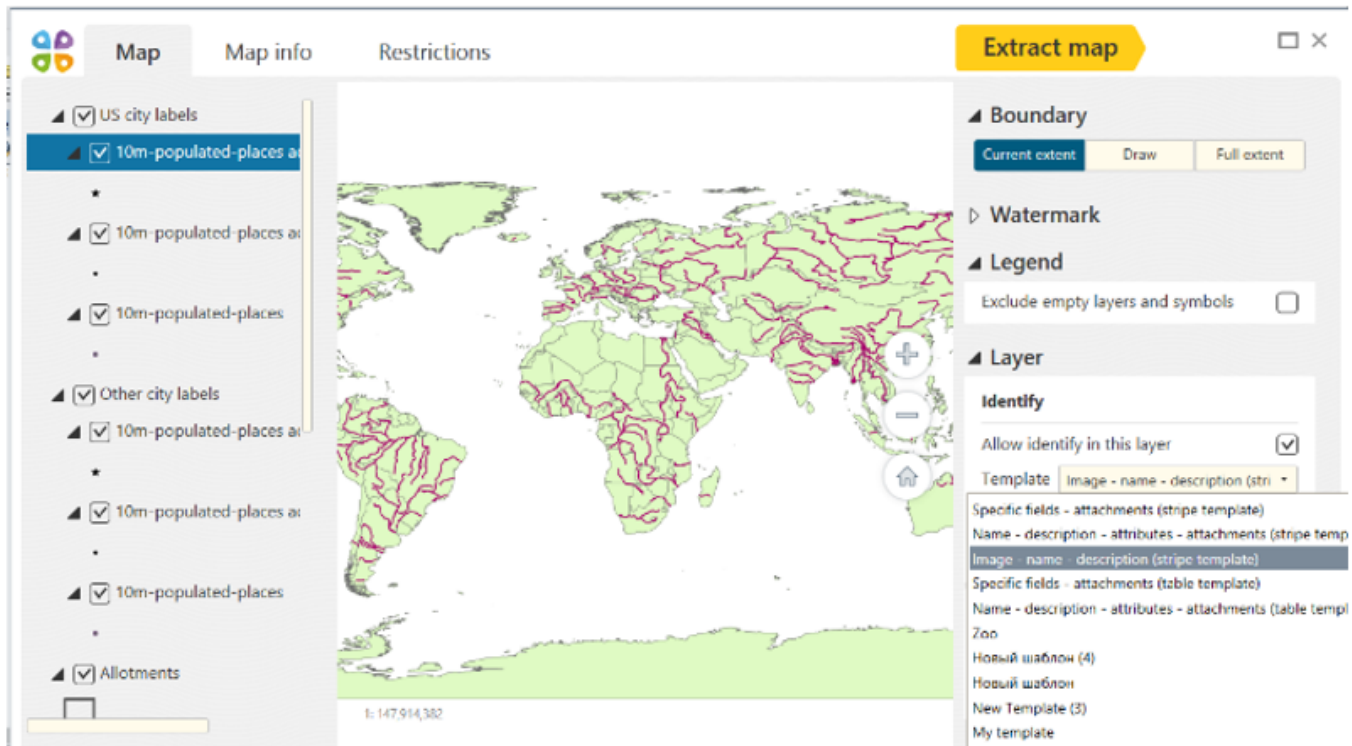 Map
Map info
Restrictions
Extract map
US city labels
10m-populated-places
10m-populated-places
10m-populated-places
Other city labels
10m-populated-places
10m-populated-places
10m-populated-places
Allotments
1: 147,914,382
Boundary
Current extent
Draw
Full extent
Watermark
Legend
Exclude empty layers and symbols
Layer
Identify
Allow identify in this layer
Template Image - name - description (stri
Specific fields - attachments (stripe template)
Name - description - attributes - attachments (stripe temp
Image - name - description (stripe template)
Specific fields - attachments (table template)
Name - description - attributes - attachments (table templ
Zoo
Новый шаблон (4)
Новый шаблон
New Template (3)
My template